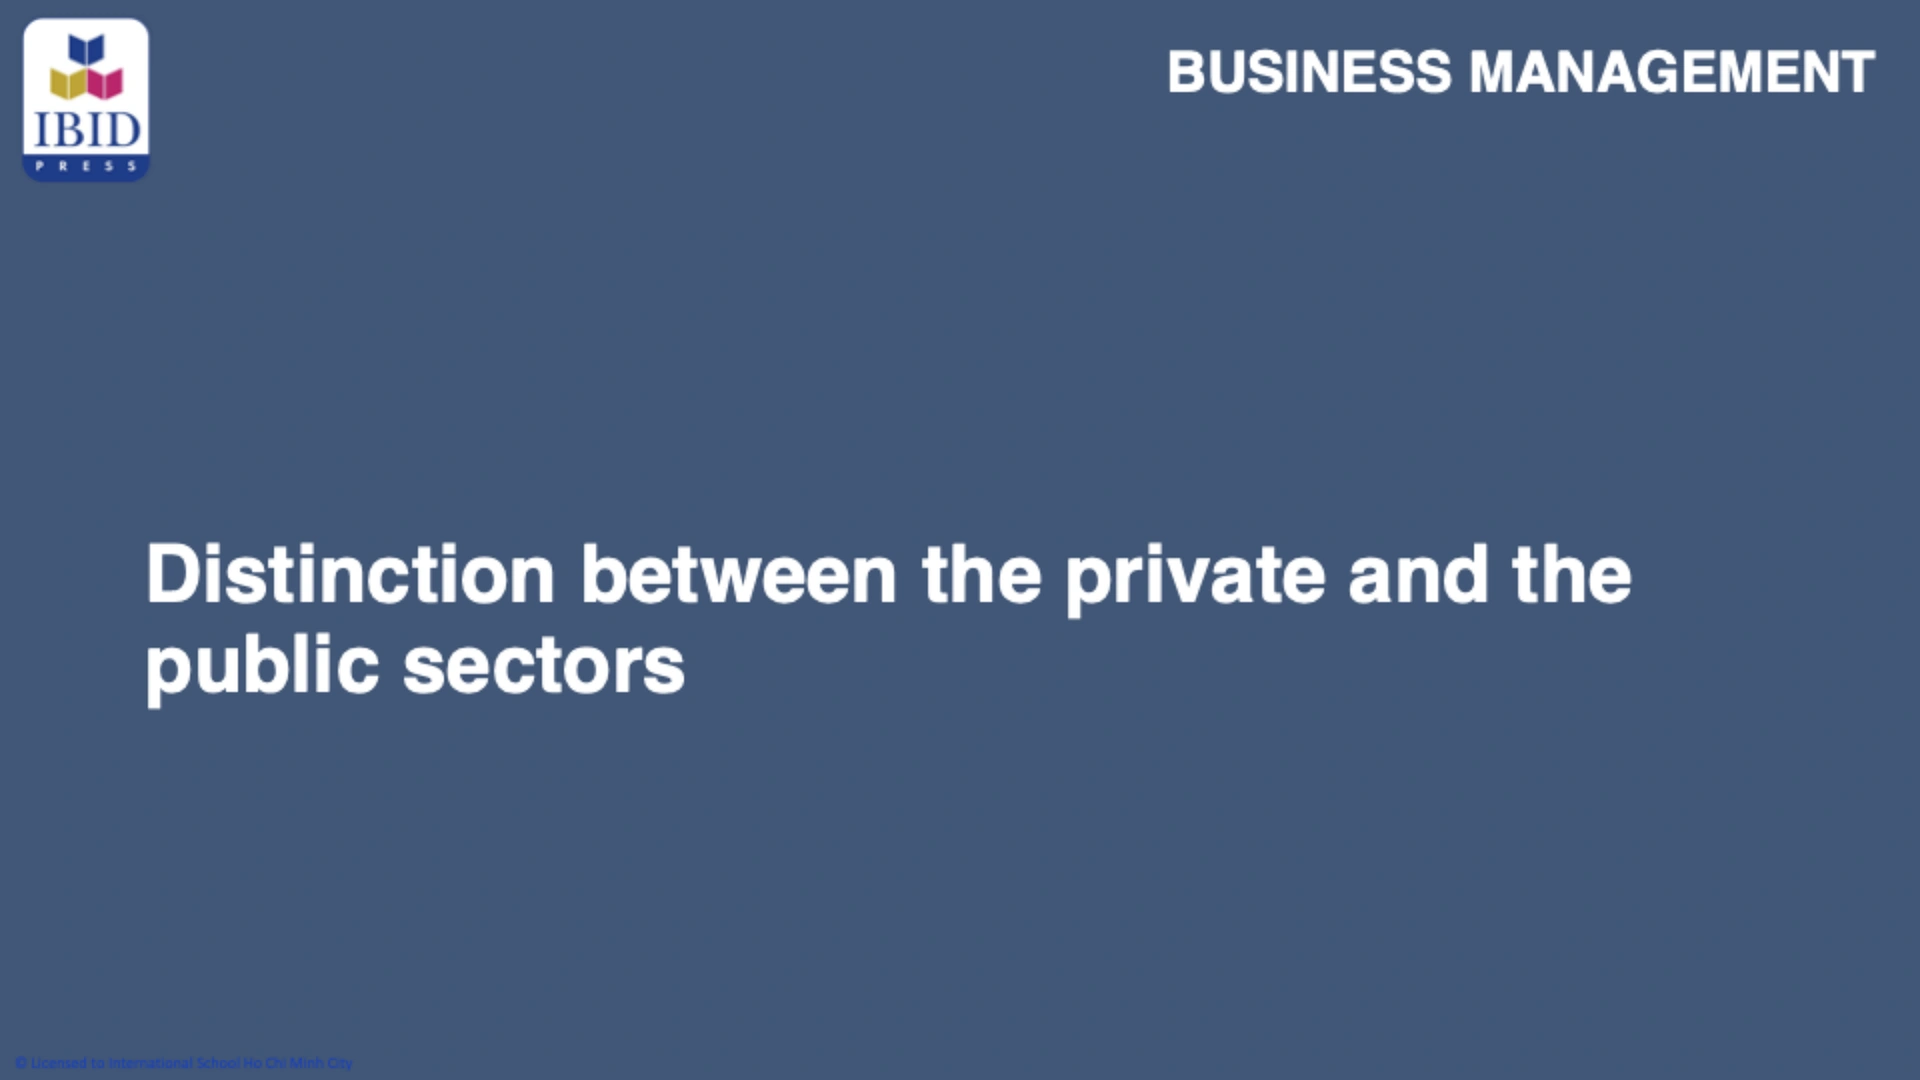 IBID
PRESS
BUSINESS MANAGEMENT
Distinction between the private and the
public sectors
© Licensed to International School Ho Chi Minh City